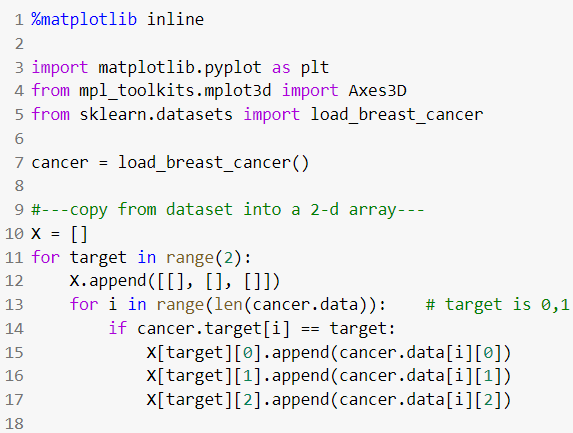 1 %matplotlib inline
2
3 import matplotlib.pyplot as plt
4 from mpl_toolkits.mplot3d import Axes3D
5 from sklearn.datasets import load_breast_cancer
6
7 cancer = load_breast_cancer()
8
9 #---copy from dataset into a 2-d array---
10 X = []
11 for target in range(2):
12     X.append([[], [], []])
13     for i in range(len(cancer.data)):    # target is 0,1
14         if cancer.target[i] == target:
15             X[target][0].append(cancer.data[i][0])
16             X[target][1].append(cancer.data[i][1])
17             X[target][2].append(cancer.data[i][2])
18